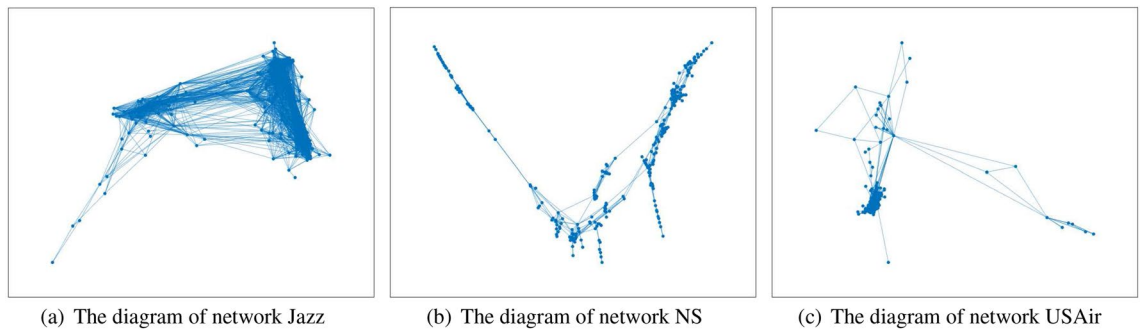 (a) The diagram of network Jazz
(b) The diagram of network NS
(c) The diagram of network USAir